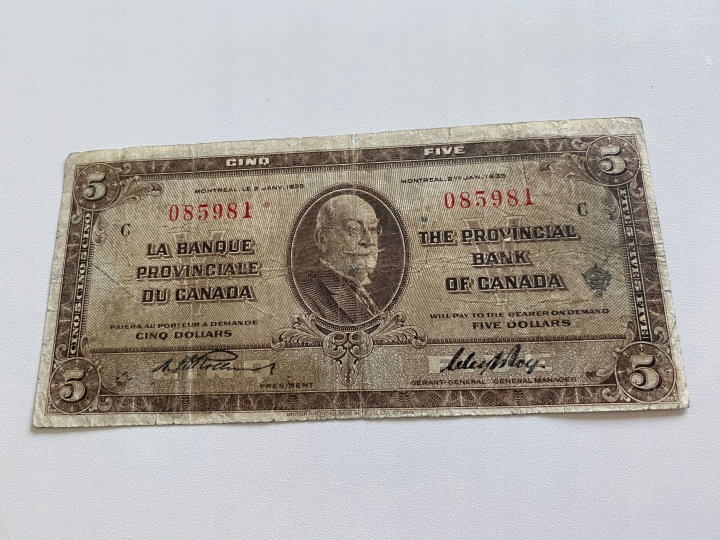 CINQ FIVE
5 5
MONTREAL, LE 2 JANV. 1935 MONTREAL, 2ND JAN., 1935
085981 085981
C C
LA BANQUE PROVINCIALE DU CANADA
THE PROVINCIAL BANK OF CANADA
PAIERA AU PORTEUR A DEMANDE
CINQ DOLLARS
WILL PAY TO THE BEARER ON DEMAND
FIVE DOLLARS
PRESIDENT
GERANT-GENERAL GENERAL MANAGER
5 5